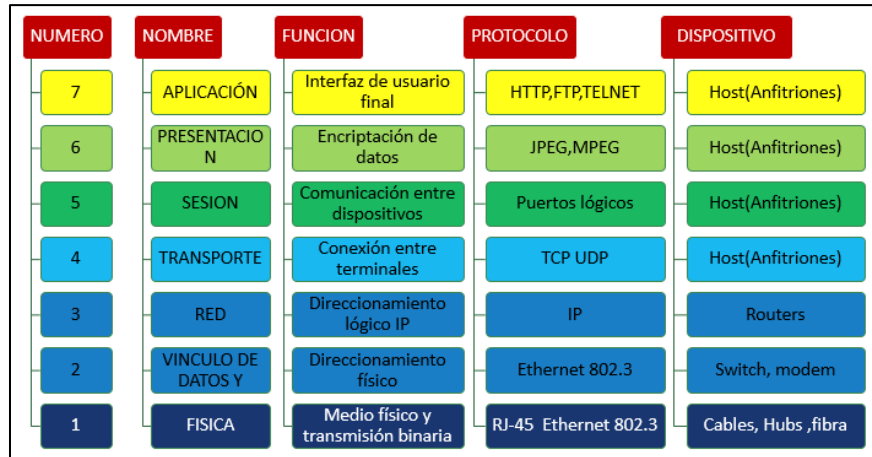 NUMERO NOMBRE FUNCION PROTOCOLO DISPOSITIVO
7
APLICACIÓN
Interfaz de usuario
final
HTTP,FTP,TELNET
Host(Anfitriones)
6
PRESENTACIO
N
Encriptación de
datos
JPEG,MPEG
Host(Anfitriones)
5
SESION
Comunicación entre
dispositivos
Puertos lógicos
Host(Anfitriones)
4
TRANSPORTE
Conexión entre
terminales
TCP UDP
Host(Anfitriones)
3
RED
Direccionamiento
lógico IP
IP
Routers
2
VINCULO DE
DATOS Y
Direccionamiento
físico
Ethernet 802.3
Switch, modem
1
FISICA
Medio físico y
transmisión binaria
RJ-45 Ethernet 802.3
Cables, Hubs ,fibra